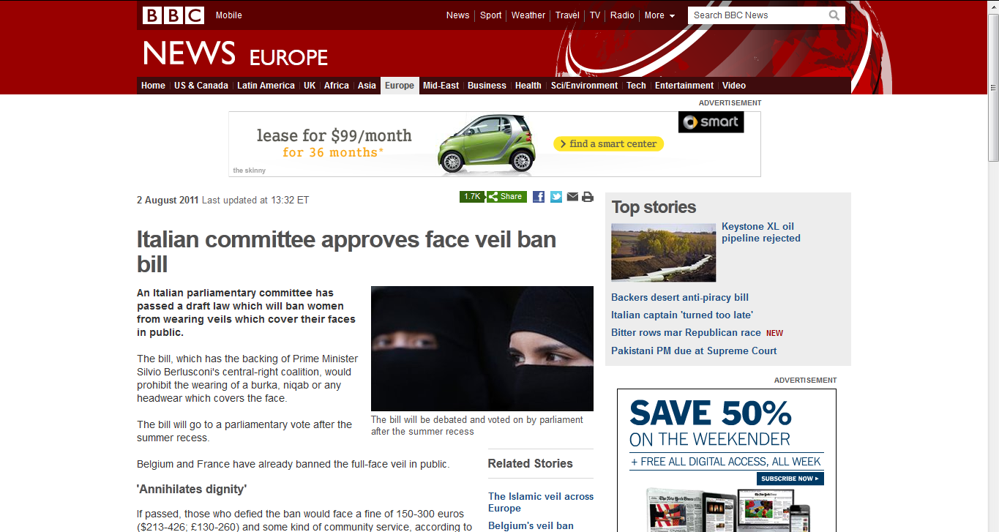 BBC Mobile News Sport Weather Travel TV Radio More Search BBC News
NEWS EUROPE
Home US & Canada Latin America UK Africa Asia Europe Mid-East Business Health Sci/Environment Tech Entertainment Video
ADVERTISEMENT
lease for $99/month
for 36 months*
> find a smart center
smart
the skinny
2 August 2011 Last updated at 13:32 ET
1.7K Share
Italian committee approves face veil ban
bill
An Italian parliamentary committee has
passed a draft law which will ban women
from wearing veils which cover their faces
in public.
The bill, which has the backing of Prime Minister
Silvio Berlusconi's central-right coalition, would
prohibit the wearing of a burka, niqab or any
headwear which covers the face.
The bill will go to a parliamentary vote after the
summer recess.
Belgium and France have already banned the full-face veil in public.
'Annihilates dignity'
If passed, those who defied the ban would face a fine of 150-300 euros
($213-426; £130-260) and some kind of community service, according to
The bill will be debated and voted on by parliament
after the summer recess
Related Stories
The Islamic veil across
Europe
Belgium's veil ban
Top stories
Keystone XL oil
pipeline rejected
Backers desert anti-piracy bill
Italian captain 'turned too late'
Bitter rows mar Republican race NEW
Pakistani PM due at Supreme Court
ADVERTISEMENT
SAVE 50%
ON THE WEEKENDER
+ FREE ALL DIGITAL ACCESS, ALL WEEK
SUBSCRIBE NOW
The New York Times